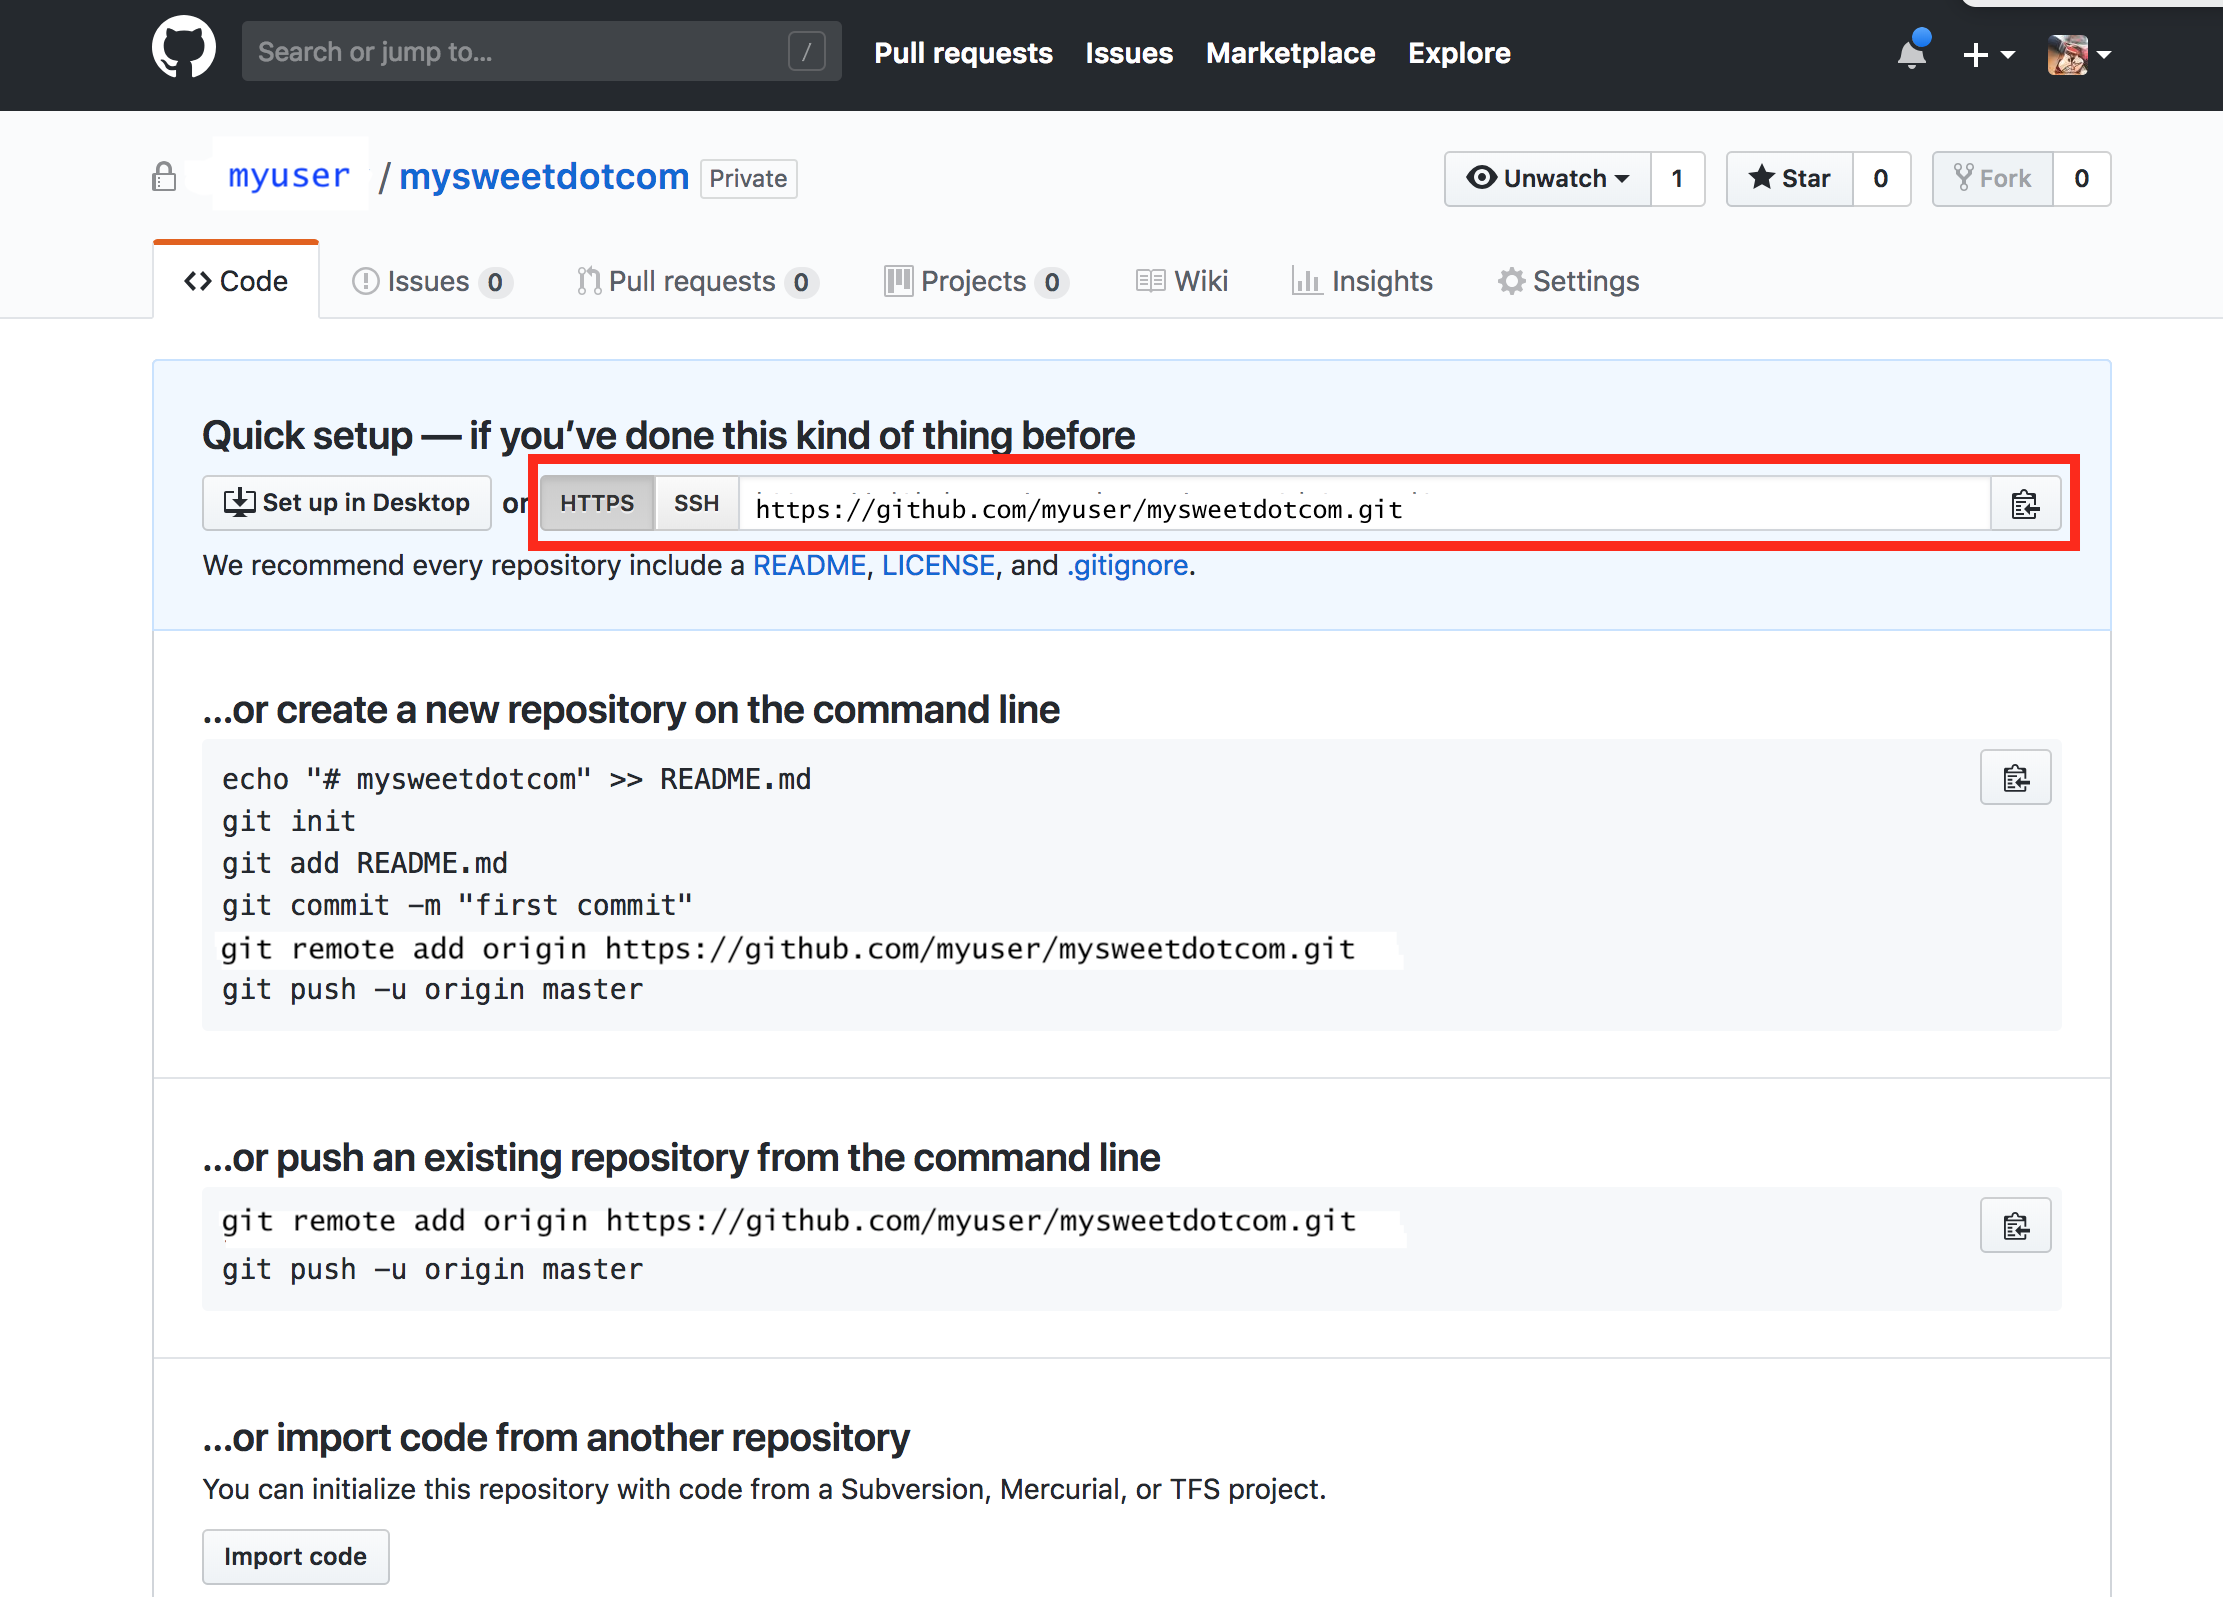 Search or jump to... /
Pull requests Issues Marketplace Explore
myuser / mysweetdotcom Private
Unwatch 1 Star 0 Fork 0
Code Issues 0 Pull requests 0 Projects 0 Wiki Insights Settings
Quick setup — if you’ve done this kind of thing before
Set up in Desktop or HTTPS SSH https://github.com/myuser/mysweetdotcom.git
We recommend every repository include a README, LICENSE, and .gitignore.
…or create a new repository on the command line
echo "# mysweetdotcom" >> README.md
git init
git add README.md
git commit -m "first commit"
git remote add origin https://github.com/myuser/mysweetdotcom.git
git push -u origin master
…or push an existing repository from the command line
git remote add origin https://github.com/myuser/mysweetdotcom.git
git push -u origin master
…or import code from another repository
You can initialize this repository with code from a Subversion, Mercurial, or TFS project.
Import code